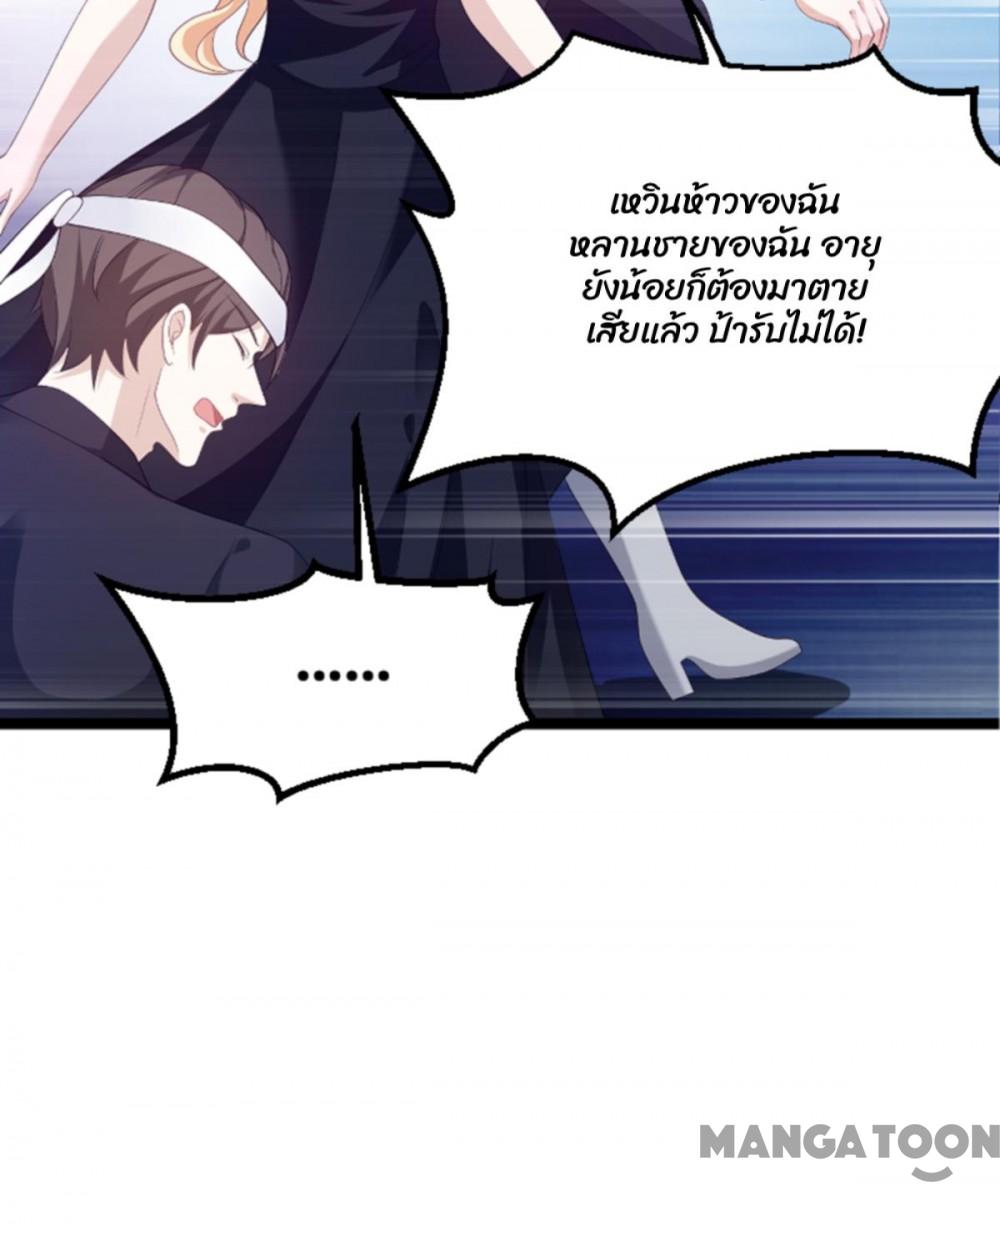 เหวินห้าวของฉัน
หลานชายของฉัน อายุ
ยังน้อยก็ต้องมาตาย
เสียแล้ว ป้ารับไม่ได้!
......
MANGATOON